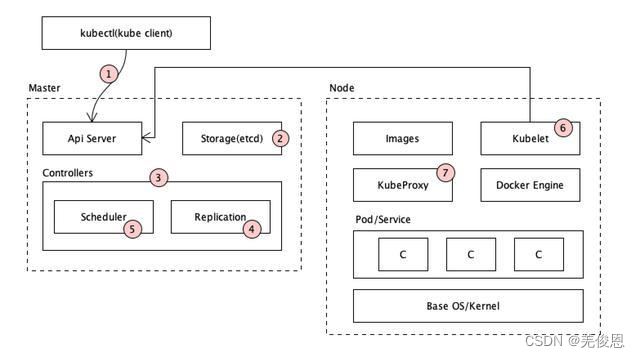 kubectl(kube client)
1
Master
Node
Api Server
Storage(etcd)
2
Images
Kubelet
6
Controllers
3
KubeProxy
7
Docker Engine
Scheduler
5
Replication
4
Pod/Service
C
C
C
Base OS/Kernel
CSDN @羌俊恩